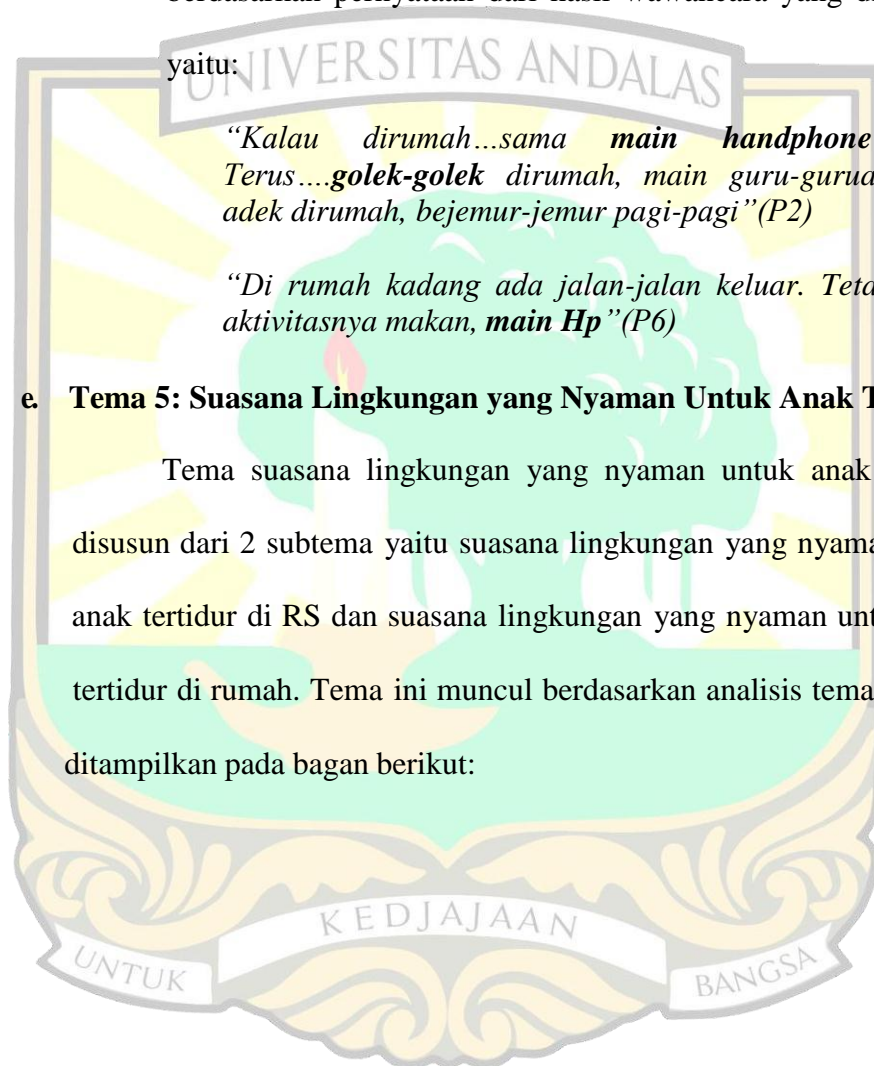 yaitu:
UNIVERSITAS ANDALAS
“Kalau dirumah…sama main handphone
Terus….golek-golek dirumah, main guru-gurua
adek dirumah, bejemur-jemur pagi-pagi”(P2)
“Di rumah kadang ada jalan-jalan keluar. Teta
aktivitasnya makan, main Hp”(P6)
e. Tema 5: Suasana Lingkungan yang Nyaman Untuk Anak T
Tema suasana lingkungan yang nyaman untuk anak
disusun dari 2 subtema yaitu suasana lingkungan yang nyama
anak tertidur di RS dan suasana lingkungan yang nyaman unt
tertidur di rumah. Tema ini muncul berdasarkan analisis tema
ditampilkan pada bagan berikut:
KEDJAJAAN
UNTUK BANGSA